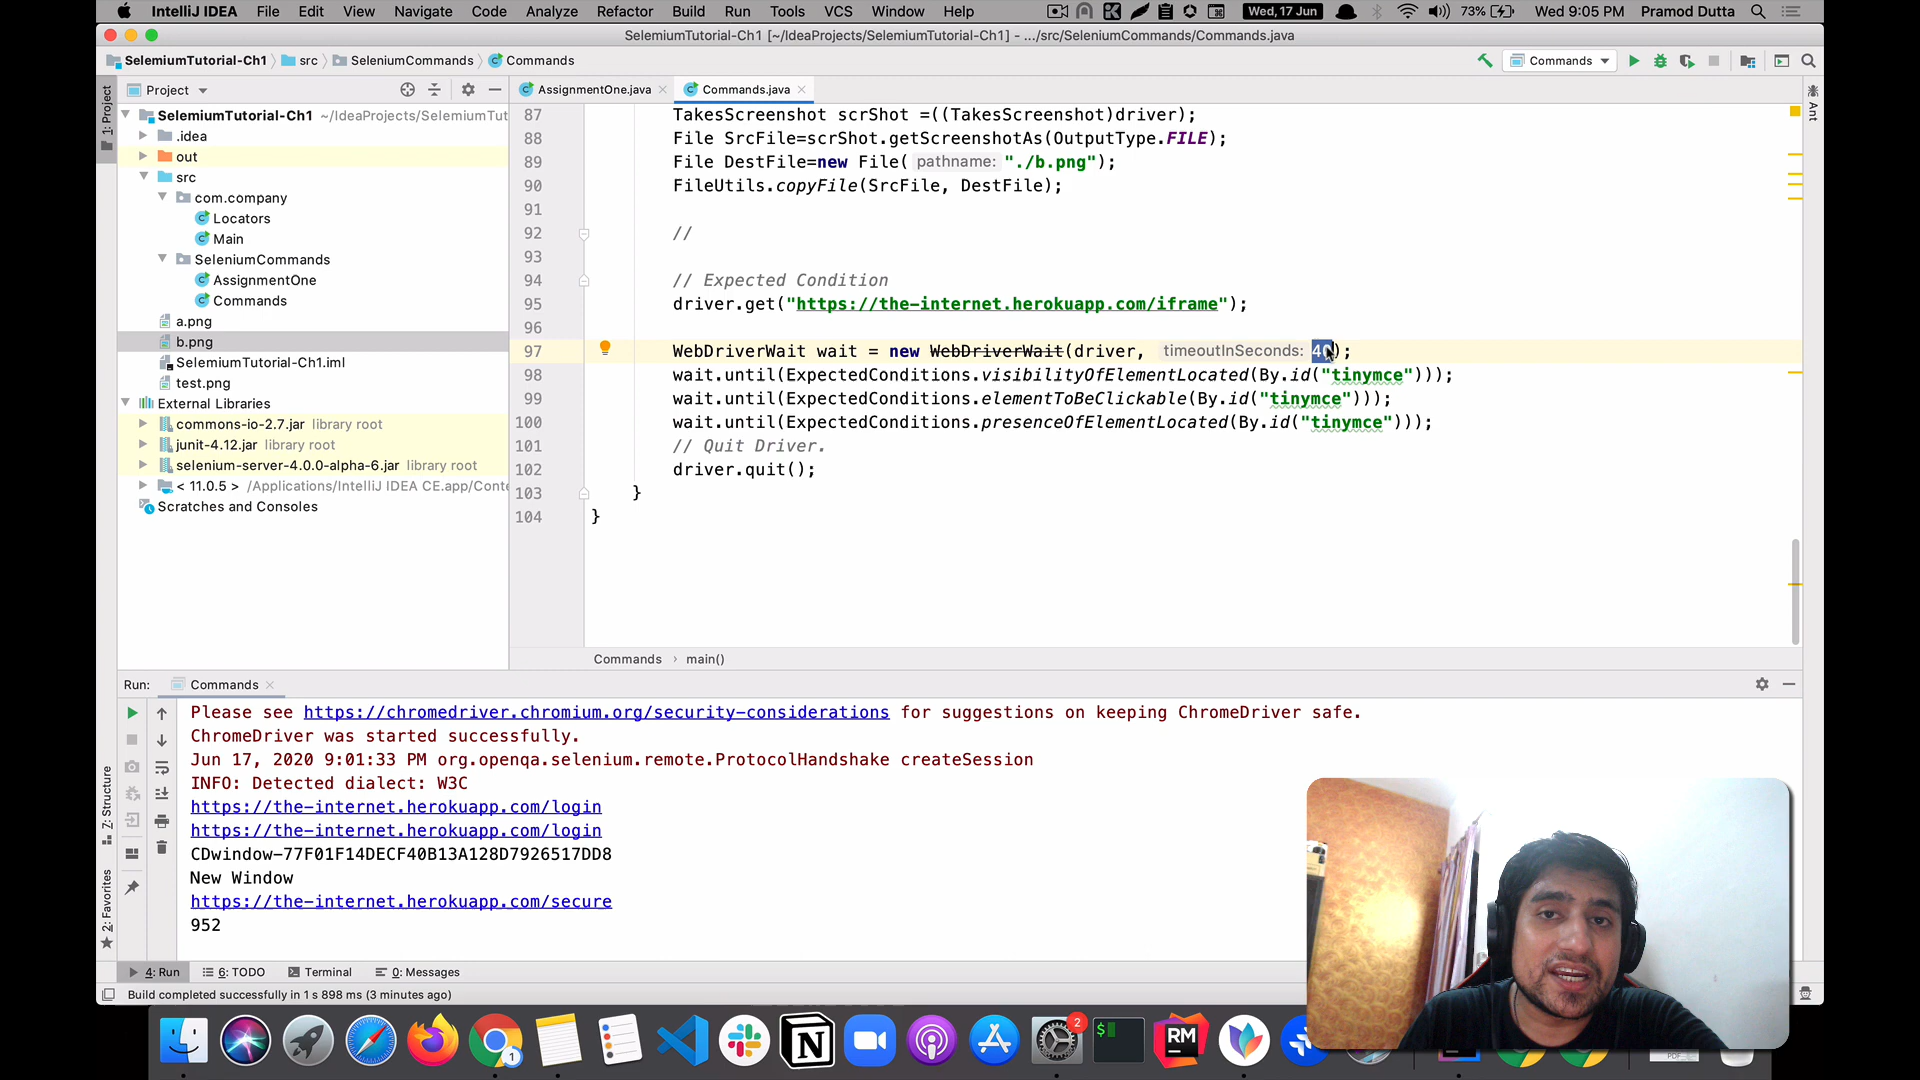 IntelliJ IDEA File Edit View Navigate Code Analyze Refactor Build Run Tools VCS Window Help Wed, 17 Jun 73% Wed 9:05 PM Pramod Dutta
SelemiumTutorial-Ch1 [~/IdeaProjects/SelemiumTutorial-Ch1] - .../src/SeleniumCommands/Commands.java
SelemiumTutorial-Ch1 src SeleniumCommands Commands Commands
1: Project
Project
AssignmentOne.java Commands.java
Ant
SelemiumTutorial-Ch1 ~/IdeaProjects/SelemiumTut
.idea
out
src
com.company
Locators
Main
SeleniumCommands
AssignmentOne
Commands
a.png
b.png
SelemiumTutorial-Ch1.iml
test.png
External Libraries
commons-io-2.7.jar library root
junit-4.12.jar library root
selenium-server-4.0.0-alpha-6.jar library root
< 11.0.5 > /Applications/IntelliJ IDEA CE.app/Conte
Scratches and Consoles
87 TakesScreenshot scrShot =((TakesScreenshot)driver);
88 File SrcFile=scrShot.getScreenshotAs(OutputType.FILE);
89 File DestFile=new File( pathname: "./b.png");
90 FileUtils.copyFile(SrcFile, DestFile);
91
92 //
93
94 // Expected Condition
95 driver.get("https://the-internet.herokuapp.com/iframe");
96
97 WebDriverWait wait = new WebDriverWait(driver, timeoutInSeconds: 40);
98 wait.until(ExpectedConditions.visibilityOfElementLocated(By.id("tinymce")));
99 wait.until(ExpectedConditions.elementToBeClickable(By.id("tinymce")));
100 wait.until(ExpectedConditions.presenceOfElementLocated(By.id("tinymce")));
101 // Quit Driver.
102 driver.quit();
103 }
104 }
Commands › main()
Run: Commands
Please see https://chromedriver.chromium.org/security-considerations for suggestions on keeping ChromeDriver safe.
ChromeDriver was started successfully.
Jun 17, 2020 9:01:33 PM org.openqa.selenium.remote.ProtocolHandshake createSession
INFO: Detected dialect: W3C
https://the-internet.herokuapp.com/login
https://the-internet.herokuapp.com/login
CDwindow-77F01F14DECF40B13A128D7926517DD8
New Window
https://the-internet.herokuapp.com/secure
952
7: Structure
2: Favorites
4: Run 6: TODO Terminal 0: Messages
Build completed successfully in 1 s 898 ms (3 minutes ago)
1
2
$
RM
PDF